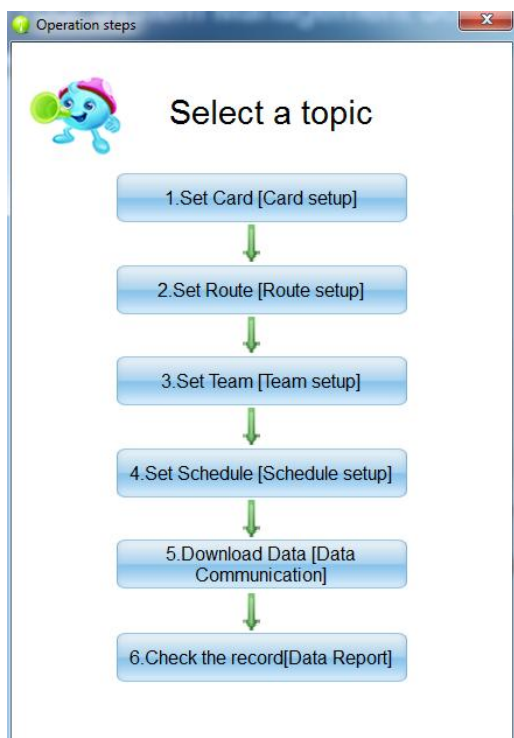 Operation steps
Select a topic
1.Set Card [Card setup]
2.Set Route [Route setup]
3.Set Team [Team setup]
4.Set Schedule [Schedule setup]
5.Download Data [Data
Communication]
6.Check the record[Data Report]